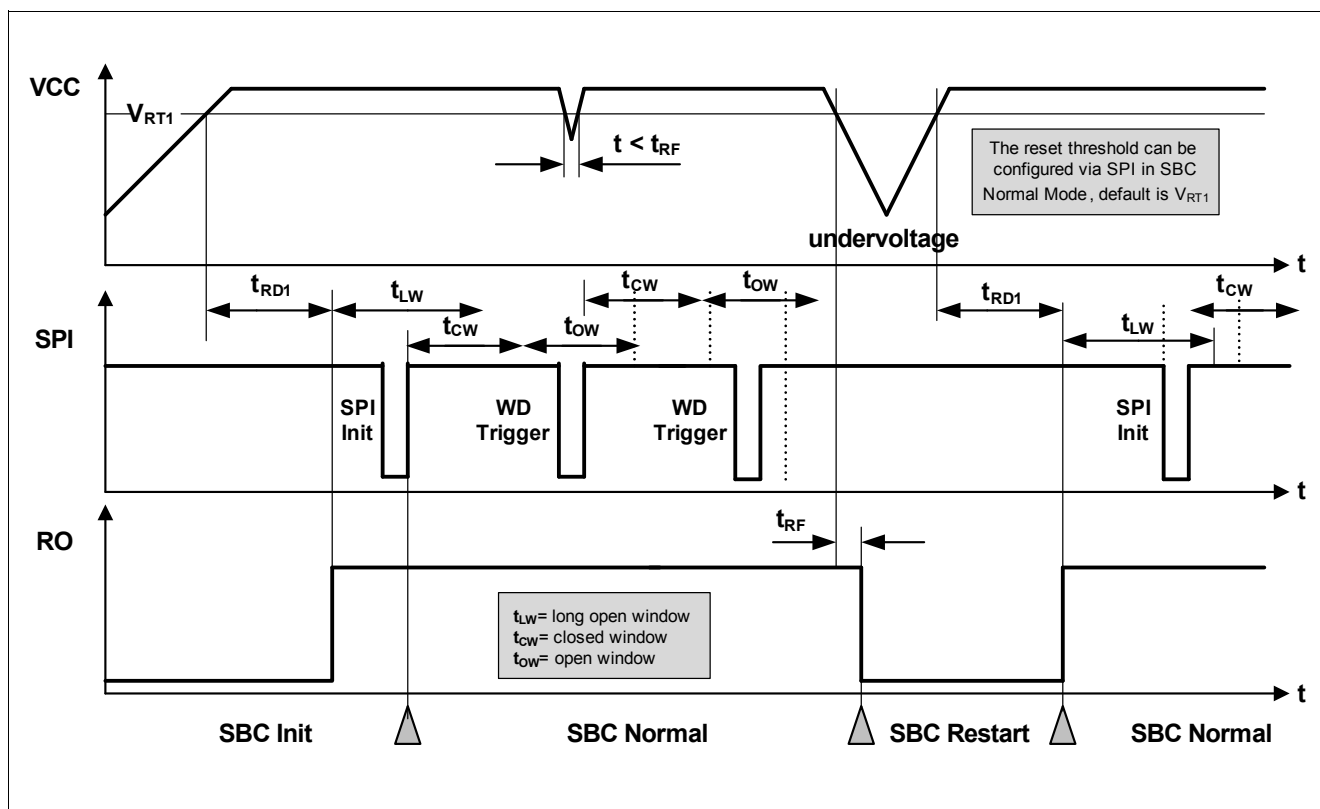 VCC
VRT1
t < tRF
The reset threshold can be
configured via SPI in SBC
Normal Mode, default is VRT1
undervoltage
t
tRD1
tLW
tCW
tOW
tCW
tOW
tRD1
tLW
tCW
SPI
SPI
Init
WD
Trigger
WD
Trigger
SPI
Init
t
RO
tRF
tLW= long open window
tCW= closed window
tOW= open window
t
SBC Init
SBC Normal
SBC Restart
SBC Normal